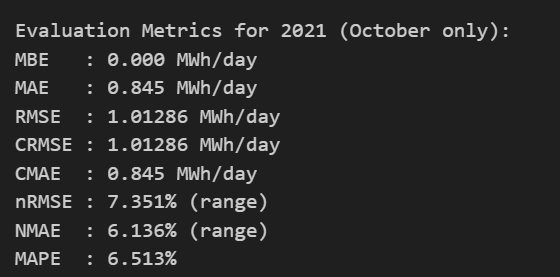 Evaluation Metrics for 2021 (October only):
MBE   : 0.000 MWh/day
MAE   : 0.845 MWh/day
RMSE  : 1.01286 MWh/day
CRMSE : 1.01286 MWh/day
CMAE  : 0.845 MWh/day
nRMSE : 7.351% (range)
NMAE  : 6.136% (range)
MAPE  : 6.513%